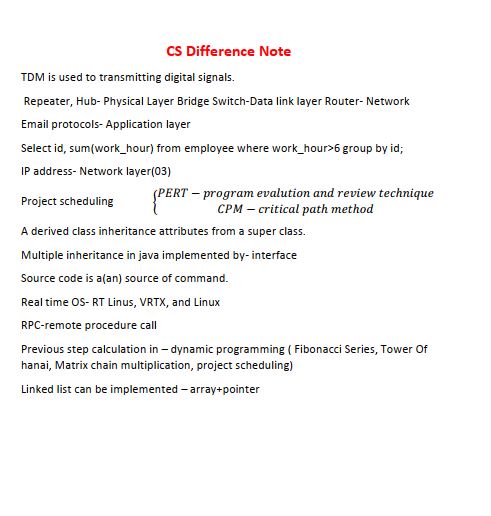 CS Difference Note
TDM is used to transmitting digital signals.
Repeater, Hub- Physical Layer Bridge Switch-Data link layer Router- Network
Email protocols- Application layer
Select id, sum(work_hour) from employee where work_hour>6 group by id;
IP address- Network layer(03)
Project scheduling {PERT − program evalution and review technique
CPM − critical path method
A derived class inheritance attributes from a super class.
Multiple inheritance in java implemented by- interface
Source code is a(an) source of command.
Real time OS- RT Linus, VRTX, and Linux
RPC-remote procedure call
Previous step calculation in – dynamic programming ( Fibonacci Series, Tower Of
hanai, Matrix chain multiplication, project scheduling)
Linked list can be implemented – array+pointer